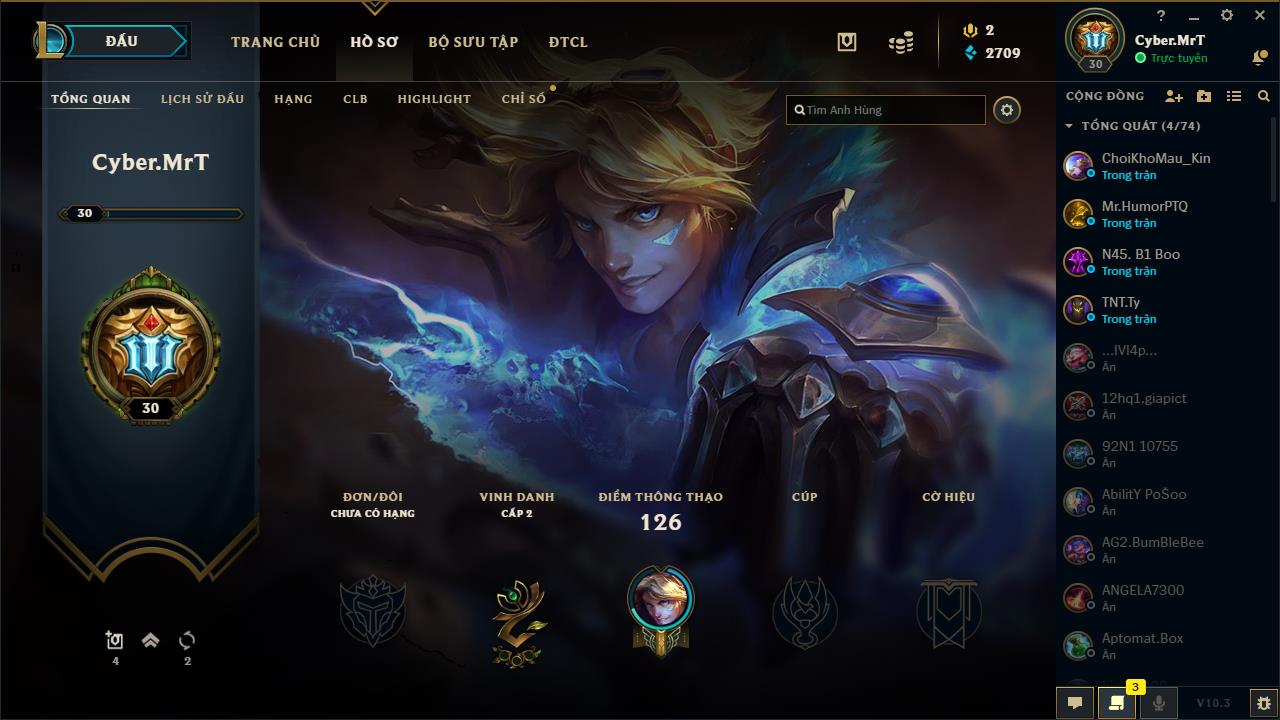 ĐẤU
TRANG CHỦ
HỒ SƠ
BỘ SƯU TẬP
ĐTCL
2
2709
?
Cyber.MrT
Trực tuyến
30
TỔNG QUAN
LỊCH SỬ ĐẤU
HẠNG
CLB
HIGHLIGHT
CHỈ SỐ
Tìm Anh Hùng
Cyber.MrT
30
30
ĐƠN/ĐÔI
CHƯA CÓ HẠNG
VINH DANH
CẤP 2
ĐIỂM THÔNG THẠO
126
CÚP
CỜ HIỆU
4
2
CỘNG ĐỒNG
TỔNG QUÁT (4/74)
ChoiKhoMau_Kin
Trong trận
Mr.HumorPTQ
Trong trận
N45. B1 Boo
Trong trận
TNT.Ty
Trong trận
...lVl4p...
Ẩn
12hq1.giapict
Ẩn
92N1 10755
Ẩn
AbilitY PoŠoo
Ẩn
AG2.BumBleBee
Ẩn
ANGELA7300
Ẩn
Aptomat.Box
Ẩn
3
V10.3